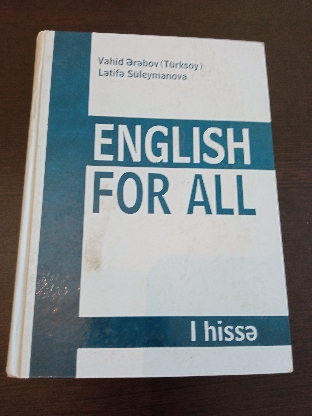 Vahid Ərəbov (Türksoy)
Lətifə Süleymanova
ENGLISH
FOR ALL
I hissə